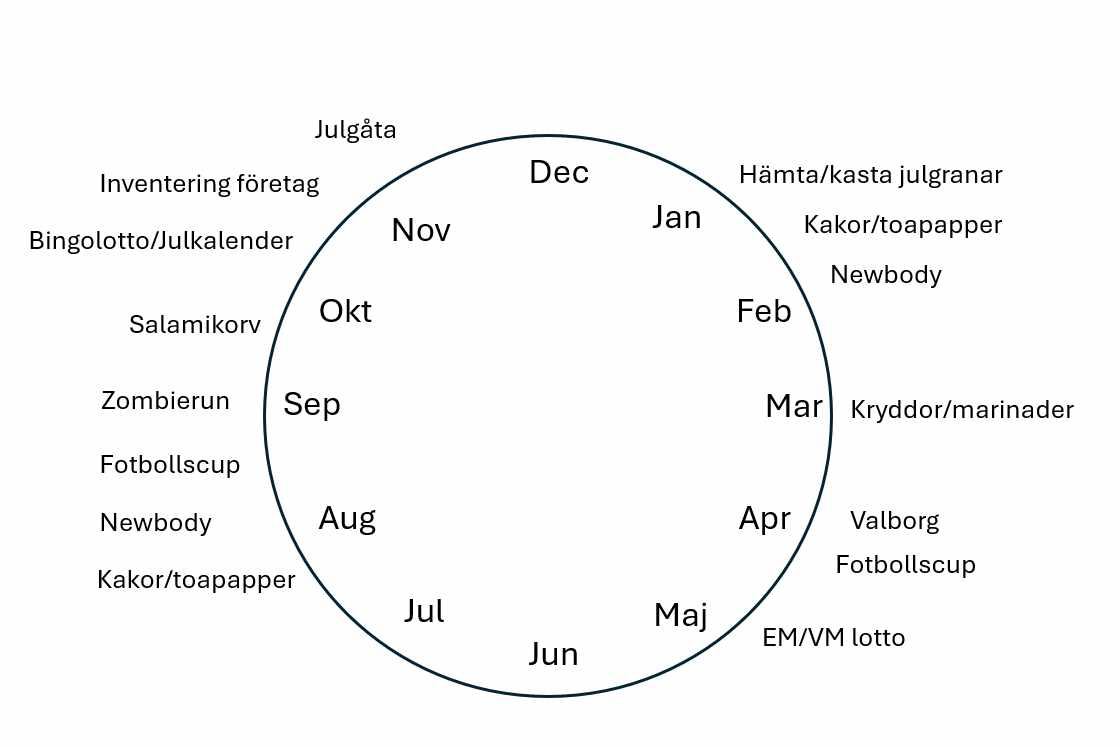 Julgåta
Dec
Hämta/kasta julgranar
Inventering företag
Jan
Kakor/toapapper
Nov
Bingolotto/Julkalender
Newbody
Okt
Feb
Salamikorv
Zombierun
Sep
Mar
Kryddor/marinader
Fotbollscup
Newbody
Aug
Apr
Valborg
Fotbollscup
Kakor/toapapper
Jul
Maj
EM/VM lotto
Jun